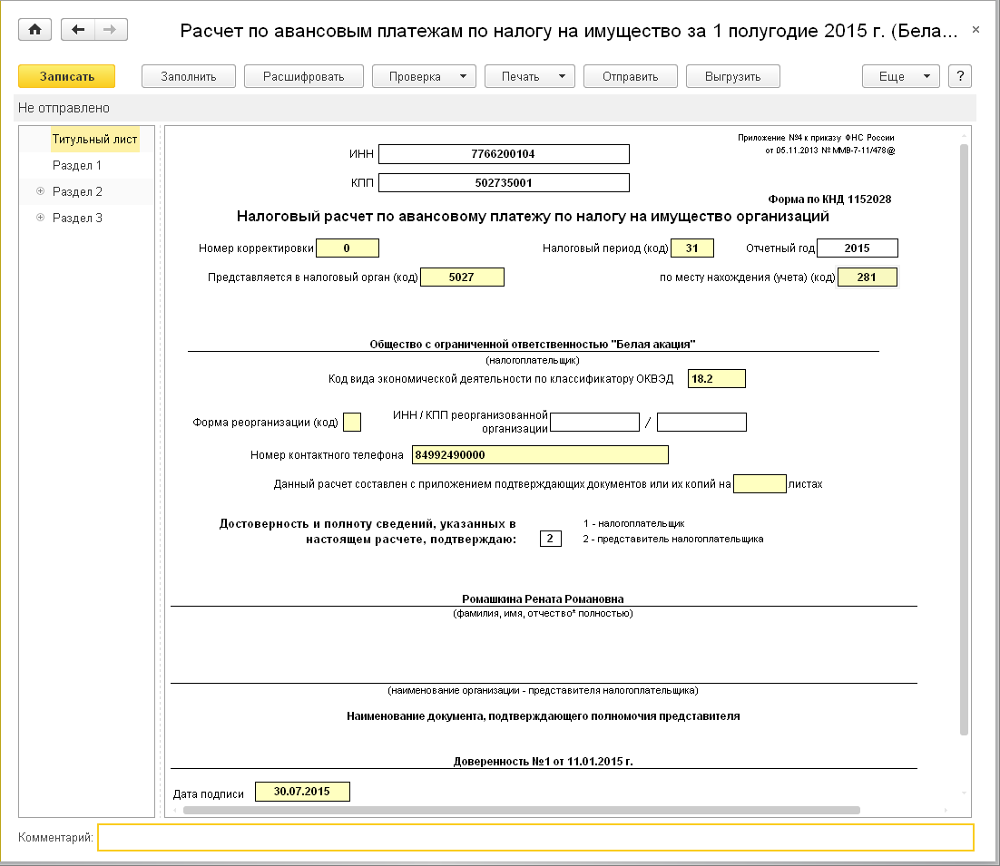 Расчет по авансовым платежам по налогу на имущество за 1 полугодие 2015 г. (Бела...
Записать Заполнить Расшифровать Проверка Печать Отправить Выгрузить Еще ?
Не отправлено
Титульный лист
Раздел 1
Раздел 2
Раздел 3
Приложение №4 к приказу ФНС России
от 05.11.2013 № ММВ-7-11/478@
ИНН 7766200104
КПП 502735001
Форма по КНД 1152028
Налоговый расчет по авансовому платежу по налогу на имущество организаций
Номер корректировки 0 Налоговый период (код) 31 Отчетный год 2015
Представляется в налоговый орган (код) 5027 по месту нахождения (учета) (код) 281
Общество с ограниченной ответственностью "Белая акация"
(налогоплательщик)
Код вида экономической деятельности по классификатору ОКВЭД 18.2
Форма реорганизации (код) ИНН / КПП реорганизованной
организации /
Номер контактного телефона 84992490000
Данный расчет составлен с приложением подтверждающих документов или их копий на листах
Достоверность и полноту сведений, указанных в
настоящем расчете, подтверждаю: 2
1 - налогоплательщик
2 - представитель налогоплательщика
Ромашкина Рената Романовна
(фамилия, имя, отчество* полностью)
(наименование организации - представителя налогоплательщика)
Наименование документа, подтверждающего полномочия представителя
Доверенность №1 от 11.01.2015 г.
Дата подписи 30.07.2015
Комментарий: